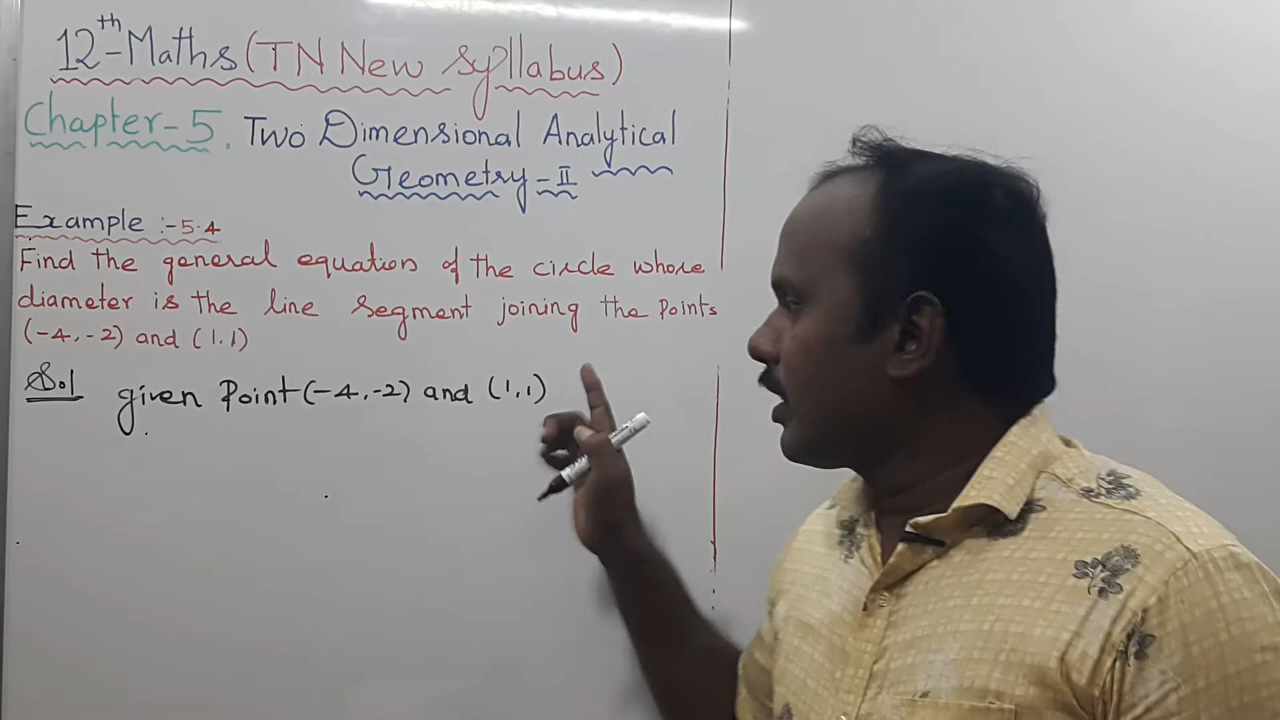 12th-Maths (TN New Syllabus)
Chapter-5. Two Dimensional Analytical
Geometry-II
Example :-5.4
Find the general equation of the circle whose
diameter is the line segment joining the Points
(-4,-2) and (1,1)
Sol given Point (-4,-2) and (1,1)